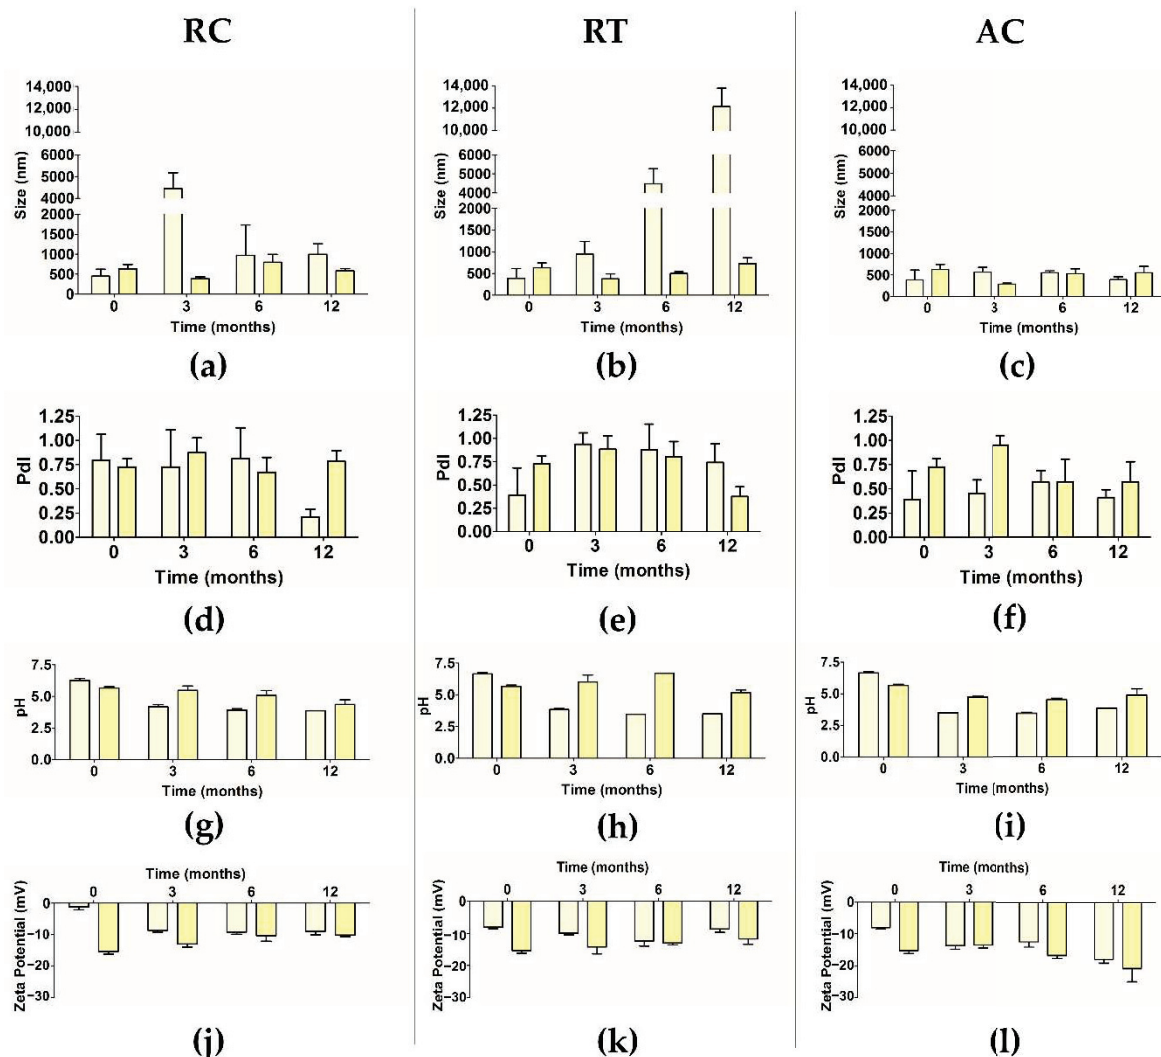 RC
RT
AC
14,000
12,000
10,000
6000
4000
2000
1000
500
0
Size (nm)
0 3 6 12
Time (months)
(a)
14,000
12,000
10,000
6000
4000
2000
1000
500
0
Size (nm)
0 3 6 12
Time (months)
(b)
14,000
12,000
10,000
6000
4000
2000
1000
500
0
Size (nm)
0 3 6 12
Time (months)
(c)
1.25
1.00
0.75
0.50
0.25
0.00
PdI
0 3 6 12
Time (months)
(d)
1.25
1.00
0.75
0.50
0.25
0.00
PdI
0 3 6 12
Time (months)
(e)
1.25
1.00
0.75
0.50
0.25
0.00
PdI
0 3 6 12
Time (months)
(f)
7.5
5.0
2.5
0.0
pH
0 3 6 12
Time (months)
(g)
7.5
5.0
2.5
0.0
pH
0 3 6 12
Time (months)
(h)
7.5
5.0
2.5
0.0
pH
0 3 6 12
Time (months)
(i)
Time (months)
0 3 6 12
0
−10
−20
−30
Zeta Potential (mV)
(j)
Time (months)
0 3 6 12
0
−10
−20
−30
Zeta Potential (mV)
(k)
Time (months)
0 3 6 12
0
−10
−20
−30
Zeta Potential (mV)
(l)